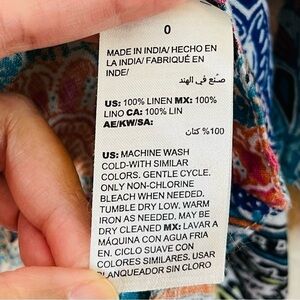 0
MADE IN INDIA/ HECHO EN
LA INDIA/ FABRIQUÉ EN
INDE/
صنع في الهند
US: 100% LINEN MX: 100%
LINO CA: 100% LIN
AE/KW/SA:
100% كتان
US: MACHINE WASH
COLD-WITH SIMILAR
COLORS. GENTLE CYCLE.
ONLY NON-CHLORINE
BLEACH WHEN NEEDED.
TUMBLE DRY LOW. WARM
IRON AS NEEDED. MAY BE
DRY CLEANED MX: LAVAR A
MÁQUINA CON AGUA FRIA
EN. CICLO SUAVE CON
COLORES SIMILARES. USAR
BLANQUEADOR SIN CLORO